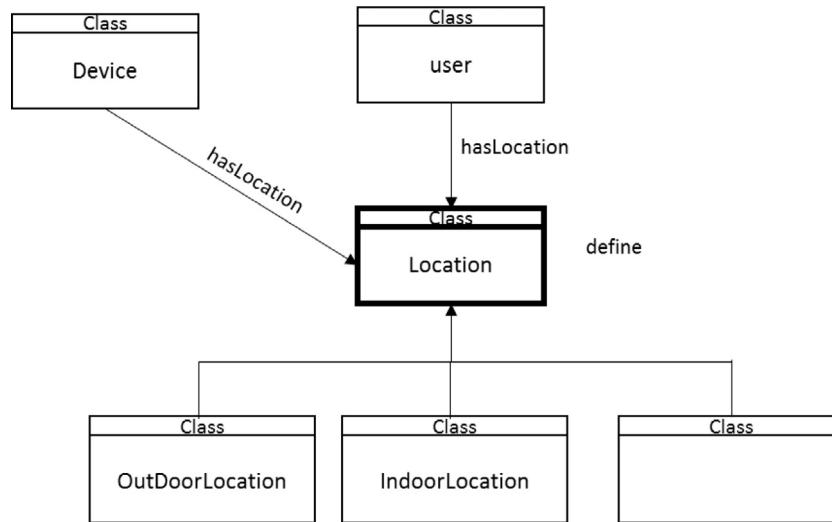 Class
Device
Class
user
hasLocation
hasLocation
Class
Location
define
Class
OutDoorLocation
Class
IndoorLocation
Class